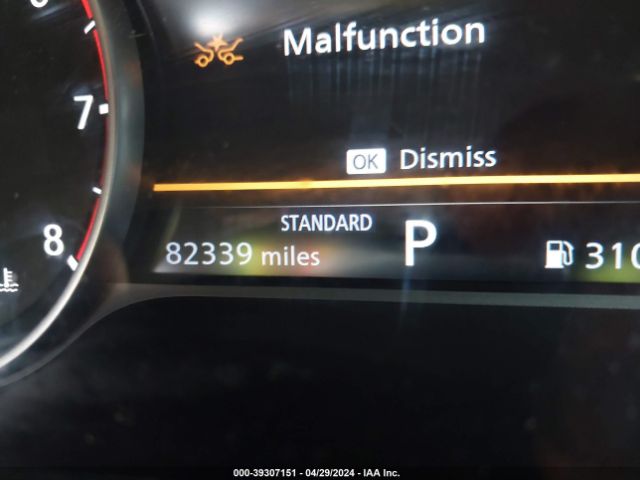 Malfunction
7
OK Dismiss
STANDARD
8
82339 miles P 310
000-39307151 - 04/29/2024 - IAA Inc.